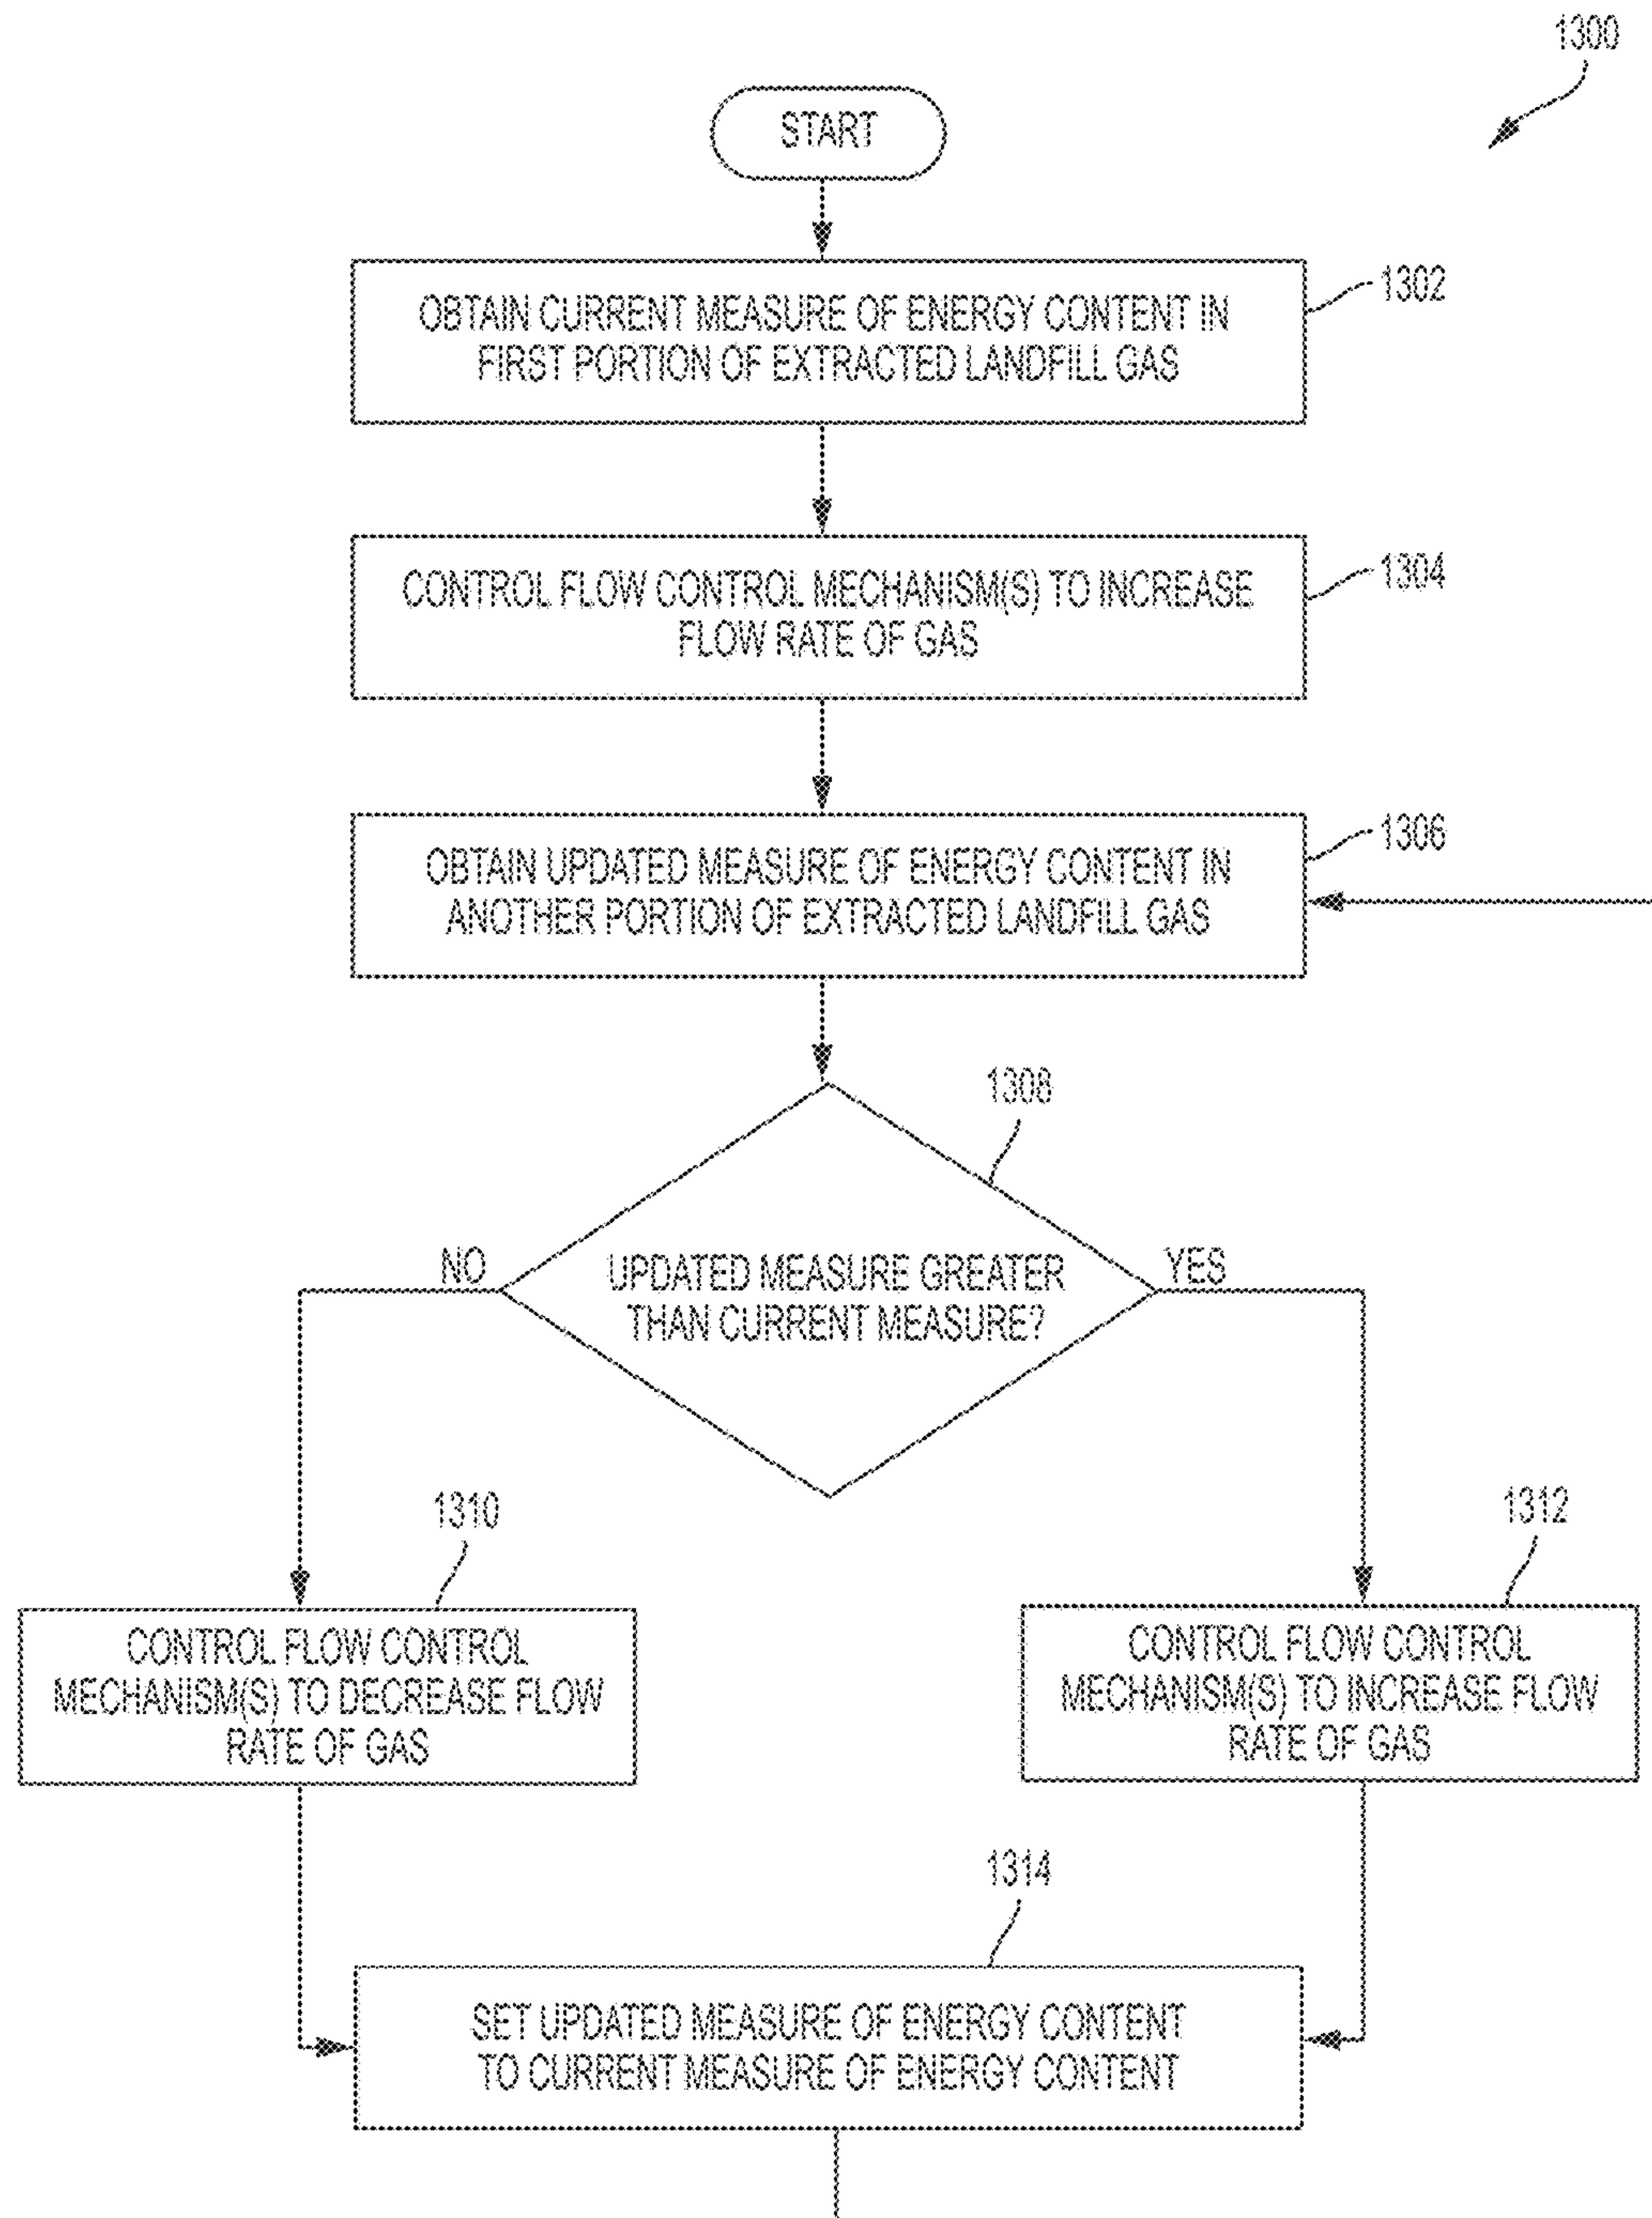 1300
START
OBTAIN CURRENT MEASURE OF ENERGY CONTENT IN
FIRST PORTION OF EXTRACTED LANDFILL GAS
1302
CONTROL FLOW CONTROL MECHANISM(S) TO INCREASE
FLOW RATE OF GAS
1304
OBTAIN UPDATED MEASURE OF ENERGY CONTENT IN
ANOTHER PORTION OF EXTRACTED LANDFILL GAS
1306
1308
UPDATED MEASURE GREATER
THAN CURRENT MEASURE?
NO
YES
1310
CONTROL FLOW CONTROL
MECHANISM(S) TO DECREASE FLOW
RATE OF GAS
1312
CONTROL FLOW CONTROL
MECHANISM(S) TO INCREASE FLOW
RATE OF GAS
1314
SET UPDATED MEASURE OF ENERGY CONTENT
TO CURRENT MEASURE OF ENERGY CONTENT